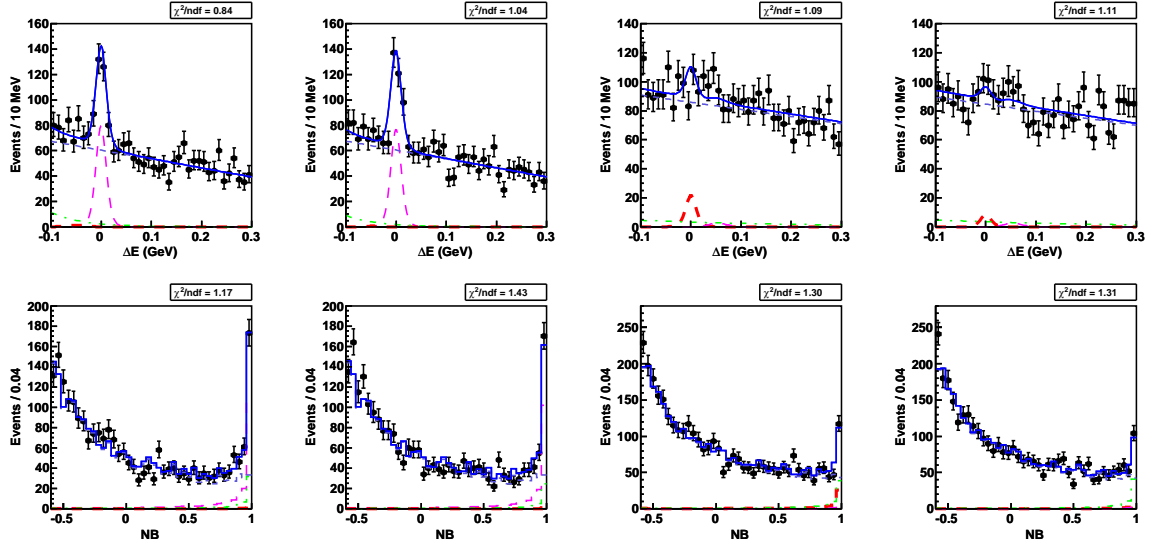 χ²/ndf = 0.84
Events / 10 MeV
160
140
120
100
80
60
40
20
0
-0.1 0 0.1 0.2 0.3
ΔE (GeV)
χ²/ndf = 1.04
Events / 10 MeV
160
140
120
100
80
60
40
20
0
-0.1 0 0.1 0.2 0.3
ΔE (GeV)
χ²/ndf = 1.09
Events / 10 MeV
140
120
100
80
60
40
20
0
-0.1 0 0.1 0.2 0.3
ΔE (GeV)
χ²/ndf = 1.11
Events / 10 MeV
140
120
100
80
60
40
20
0
-0.1 0 0.1 0.2 0.3
ΔE (GeV)
χ²/ndf = 1.17
Events / 0.04
200
180
160
140
120
100
80
60
40
20
0
-0.5 0 0.5 1
NB
χ²/ndf = 1.43
Events / 0.04
200
180
160
140
120
100
80
60
40
20
0
-0.5 0 0.5 1
NB
χ²/ndf = 1.30
Events / 0.04
250
200
150
100
50
0
-0.5 0 0.5 1
NB
χ²/ndf = 1.31
Events / 0.04
250
200
150
100
50
0
-0.5 0 0.5 1
NB